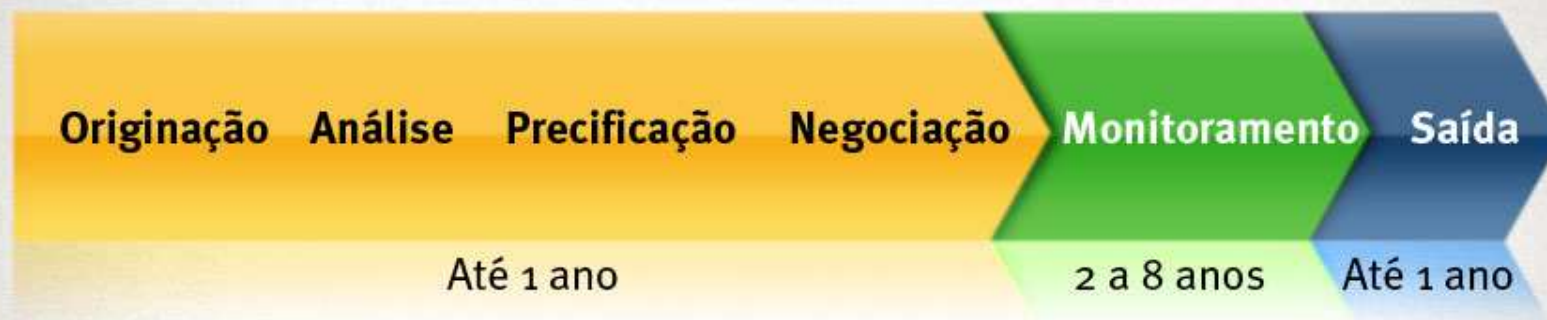 Originação Análise Precificação Negociação Monitoramento Saída
Até 1 ano 2 a 8 anos Até 1 ano